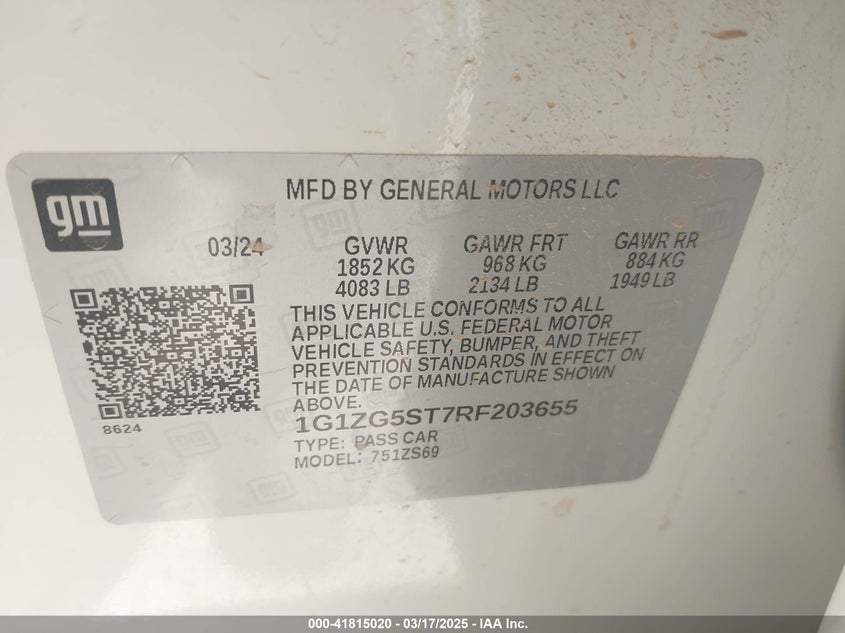 gm
MFD BY GENERAL MOTORS LLC
03/24 GVWR GAWR FRT GAWR RR
1852 KG 968 KG 884 KG
4083 LB 2134 LB 1949 LB
THIS VEHICLE CONFORMS TO ALL
APPLICABLE U.S. FEDERAL MOTOR
VEHICLE SAFETY, BUMPER, AND THEFT
PREVENTION STANDARDS IN EFFECT ON
THE DATE OF MANUFACTURE SHOWN
ABOVE.
8624
1G1ZG5ST7RF203655
TYPE: PASS CAR
MODEL: 751ZS69
000-41815020 - 03/17/2025 - IAA Inc.